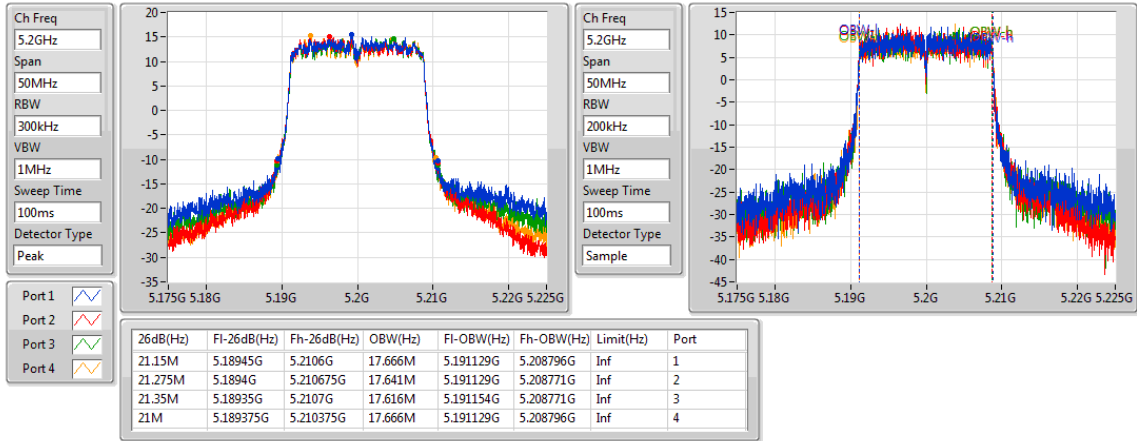 Ch Freq
5.2GHz
Span
50MHz
RBW
300kHz
VBW
1MHz
Sweep Time
100ms
Detector Type
Peak
20
15
10
5
0
-5
-10
-15
-20
-25
-30
-35
5.175G 5.18G 5.19G 5.2G 5.21G 5.22G 5.225G
Ch Freq
5.2GHz
Span
50MHz
RBW
200kHz
VBW
1MHz
Sweep Time
100ms
Detector Type
Sample
15
10
5
0
-5
-10
-15
-20
-25
-30
-35
-40
-45
5.175G 5.18G 5.19G 5.2G 5.21G 5.22G 5.225G
Port 1
Port 2
Port 3
Port 4
26dB(Hz) Fl-26dB(Hz) Fh-26dB(Hz) OBW(Hz) Fl-OBW(Hz) Fh-OBW(Hz) Limit(Hz) Port
21.15M 5.18945G 5.2106G 17.666M 5.191129G 5.208796G Inf 1
21.275M 5.1894G 5.210675G 17.641M 5.191129G 5.208771G Inf 2
21.35M 5.18935G 5.2107G 17.616M 5.191154G 5.208771G Inf 3
21M 5.189375G 5.210375G 17.666M 5.191129G 5.208796G Inf 4